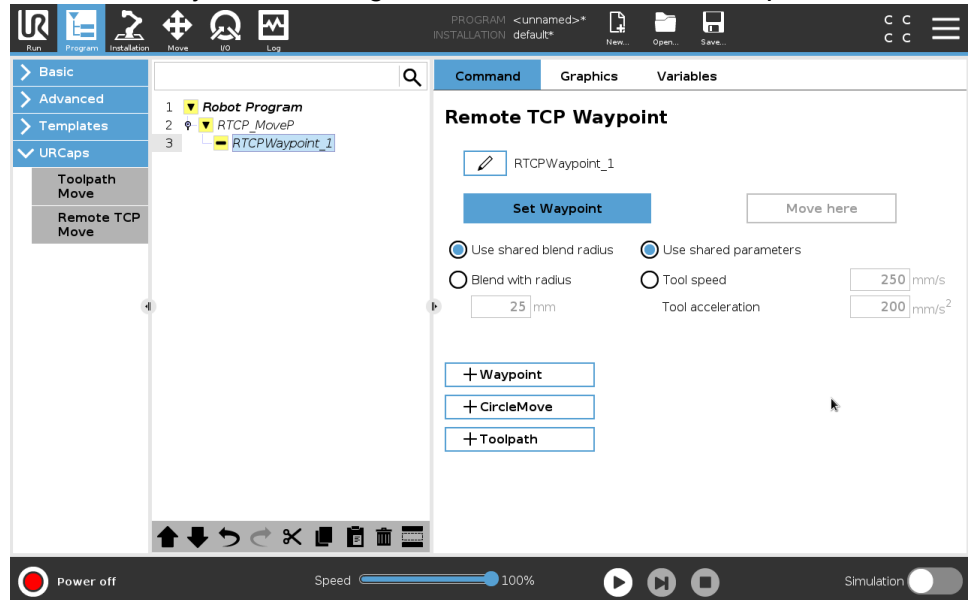 PROGRAM <unnamed>*
INSTALLATION default*
Run Program Installation Move I/O Log New... Open... Save...
C C
C C
Basic
Advanced
Templates
URCaps
Toolpath
Move
Remote TCP
Move
1 Robot Program
2 RTCP_MoveP
3 RTCPWaypoint_1
Command Graphics Variables
Remote TCP Waypoint
RTCPWaypoint_1
Set Waypoint Move here
Use shared blend radius Use shared parameters
Blend with radius Tool speed 250 mm/s
25 mm Tool acceleration 200 mm/s²
+ Waypoint
+ CircleMove
+ Toolpath
Power off Speed 100% Simulation